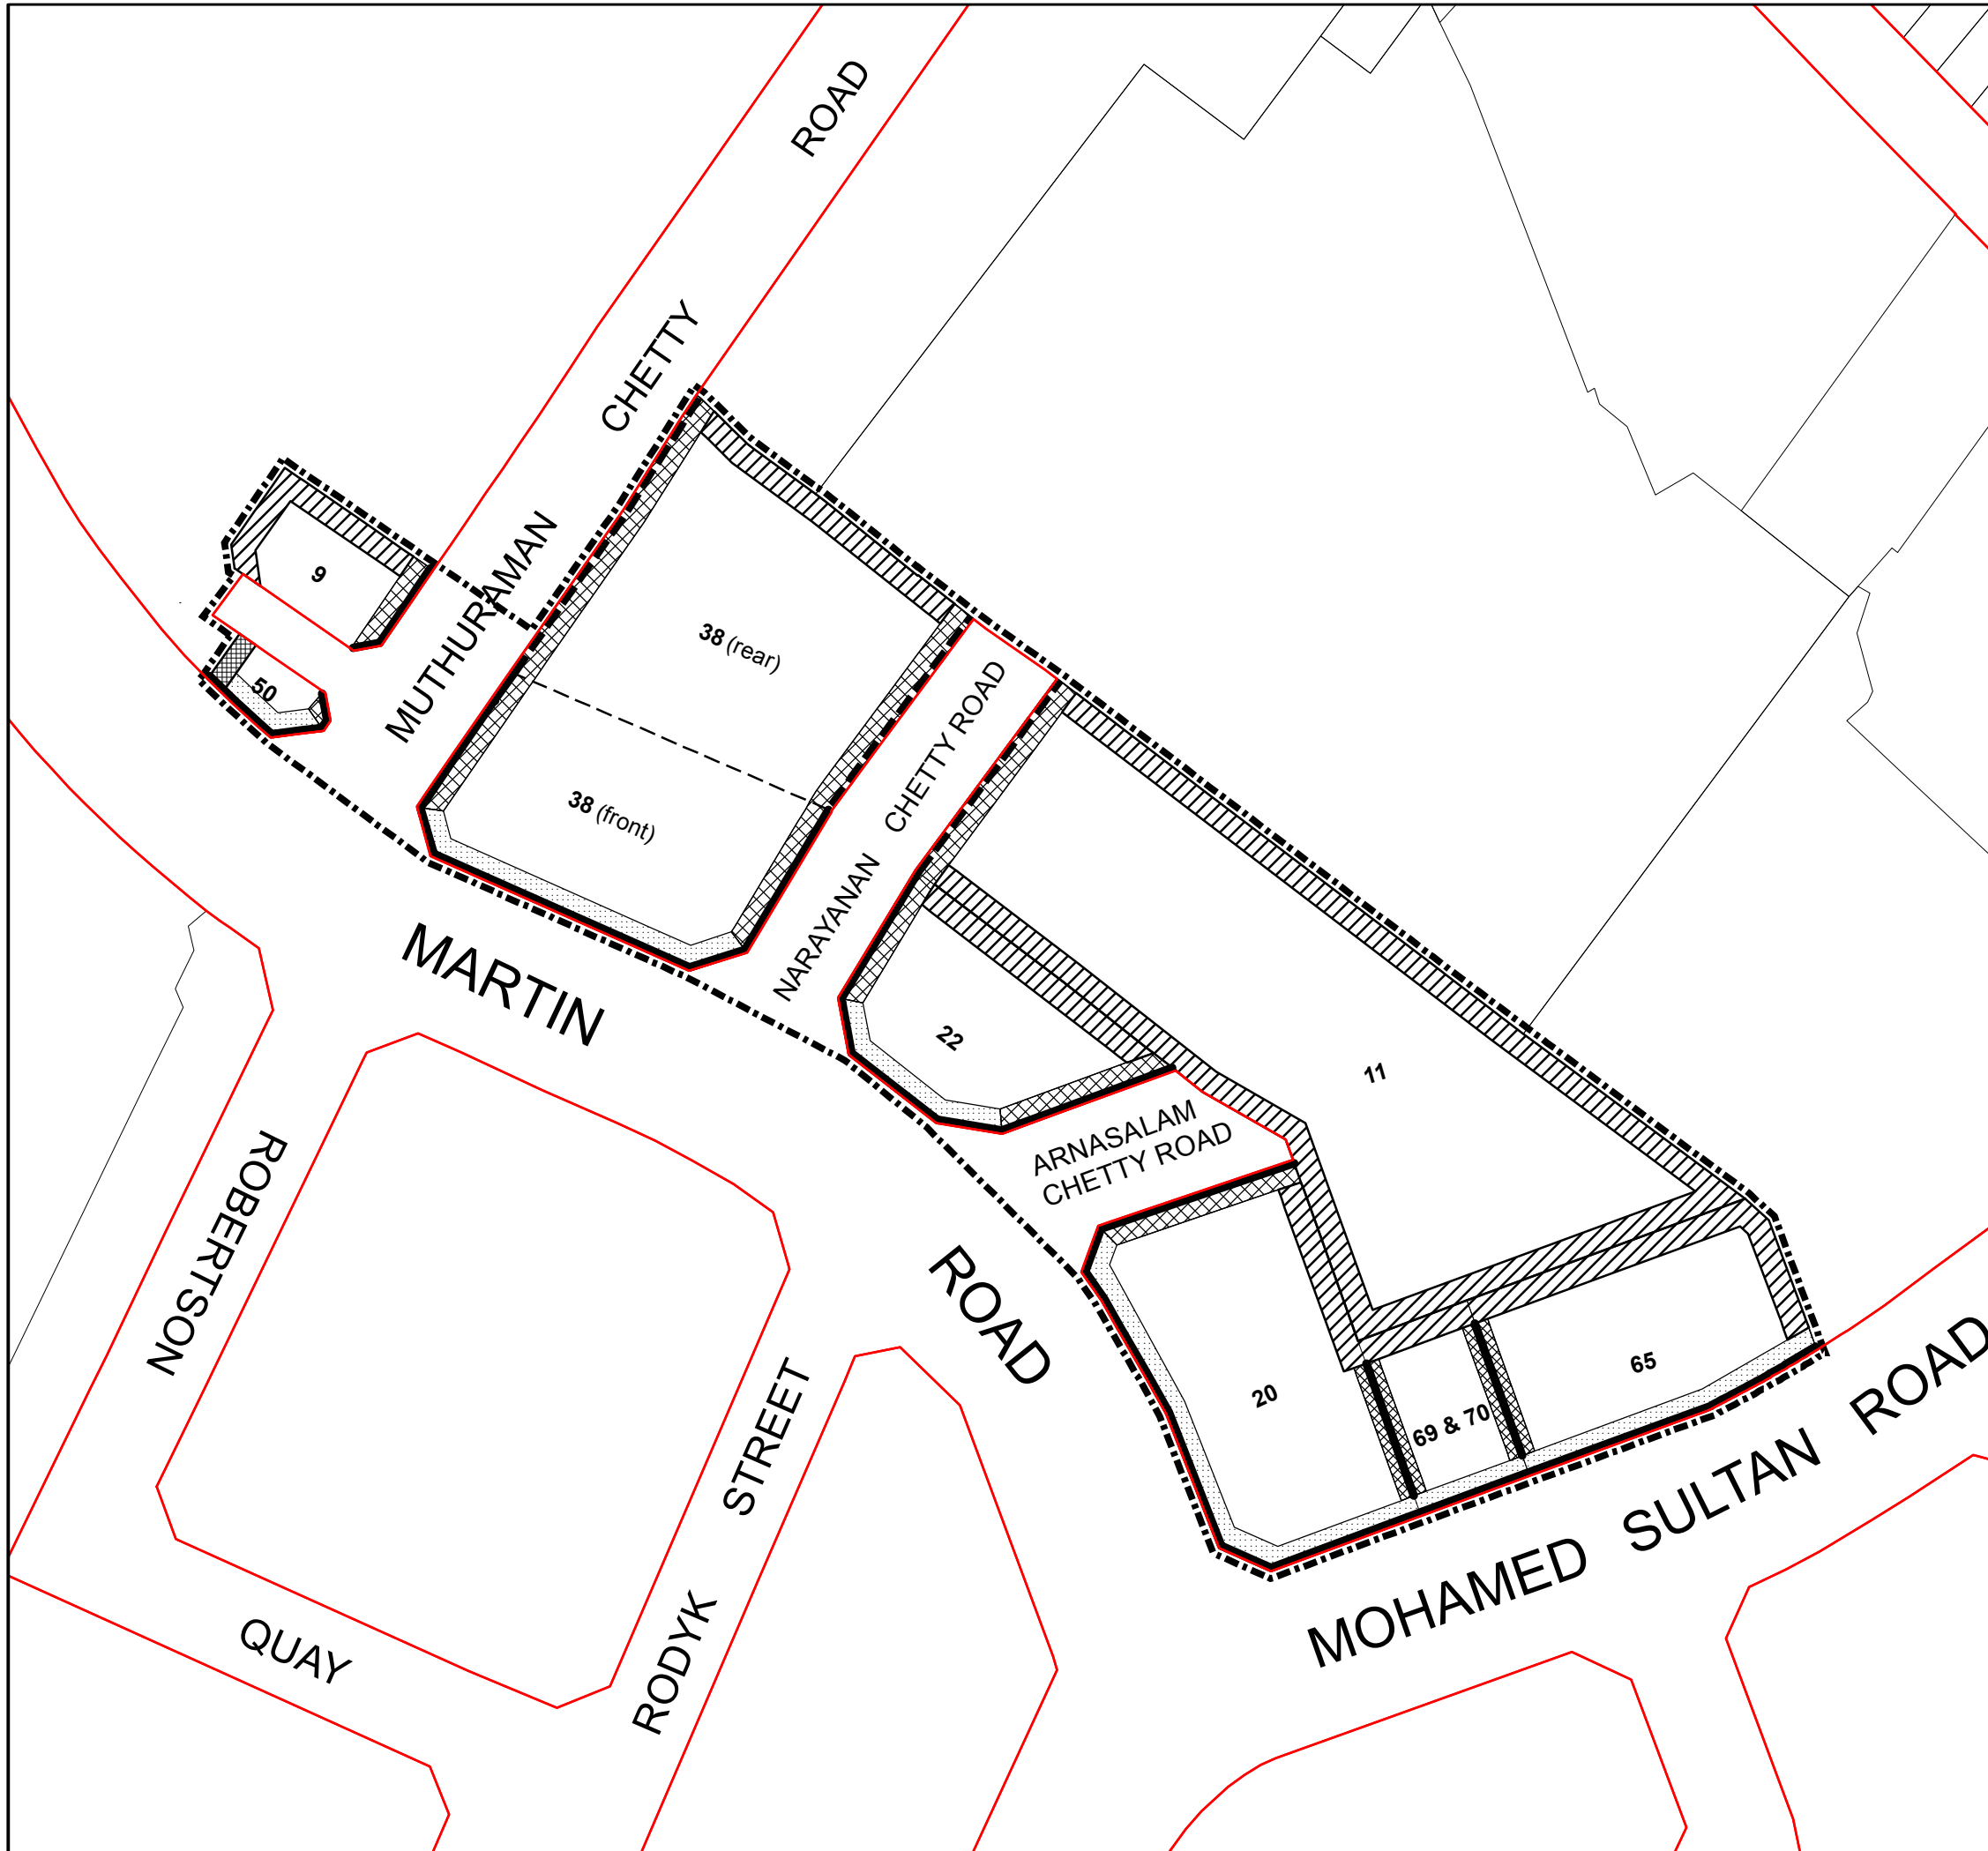 ROAD
CHETTY
MUTHURAMAN
9
50
38 (rear)
38 (front)
CHETTY ROAD
NARAYANAN
MARTIN
22
11
ARNASALAM
CHETTY ROAD
ROBERTSON
ROAD
20
69 & 70
65
ROAD
SULTAN
MOHAMED
STREET
RODYK
QUAY